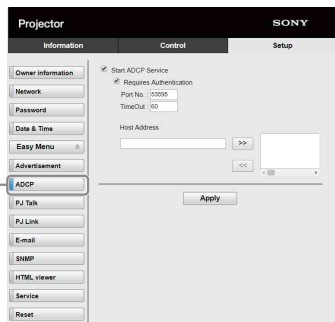 Projector SONY
Information Control Setup
Owner information
Network
Password
Date & Time
Easy Menu
Advertisement
ADCP
PJ Talk
PJ Link
E-mail
SNMP
HTML viewer
Service
Reset
Start ADCP Service
Requires Authentication
Port No. : 53595
TimeOut : 60
Host Address
>>
<<
Apply